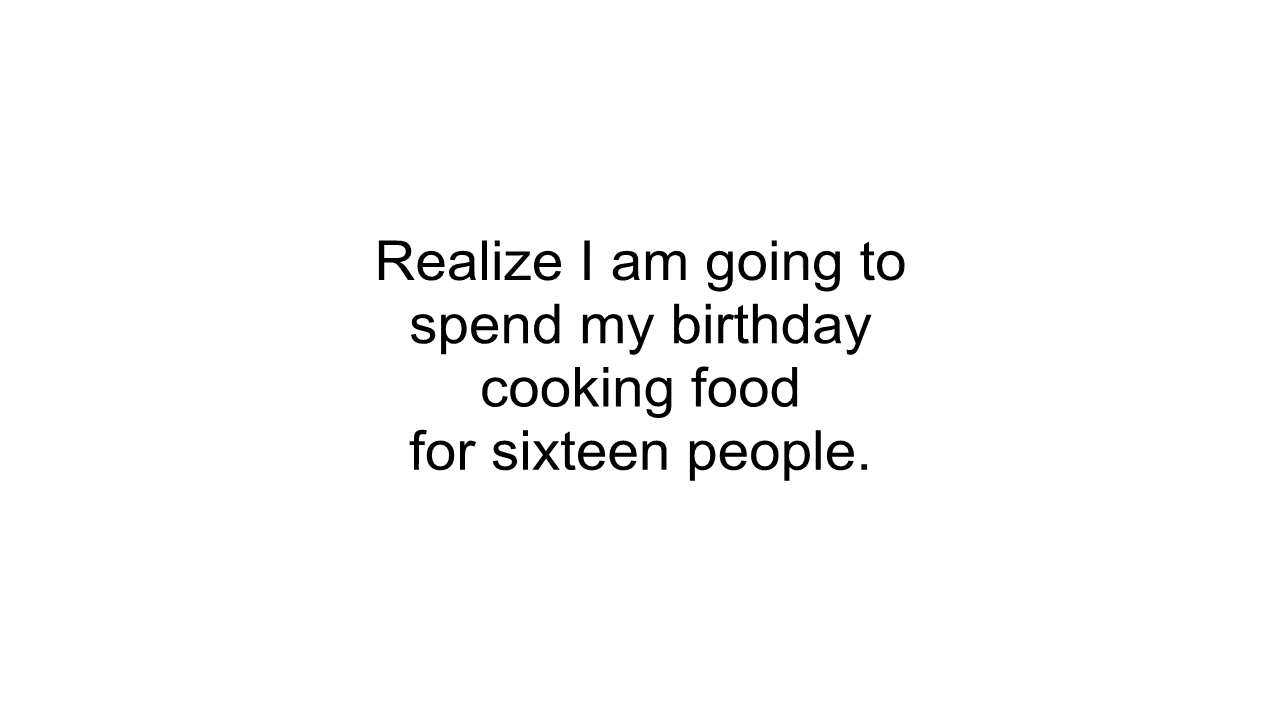 Realize I am going to
spend my birthday
cooking food
for sixteen people.